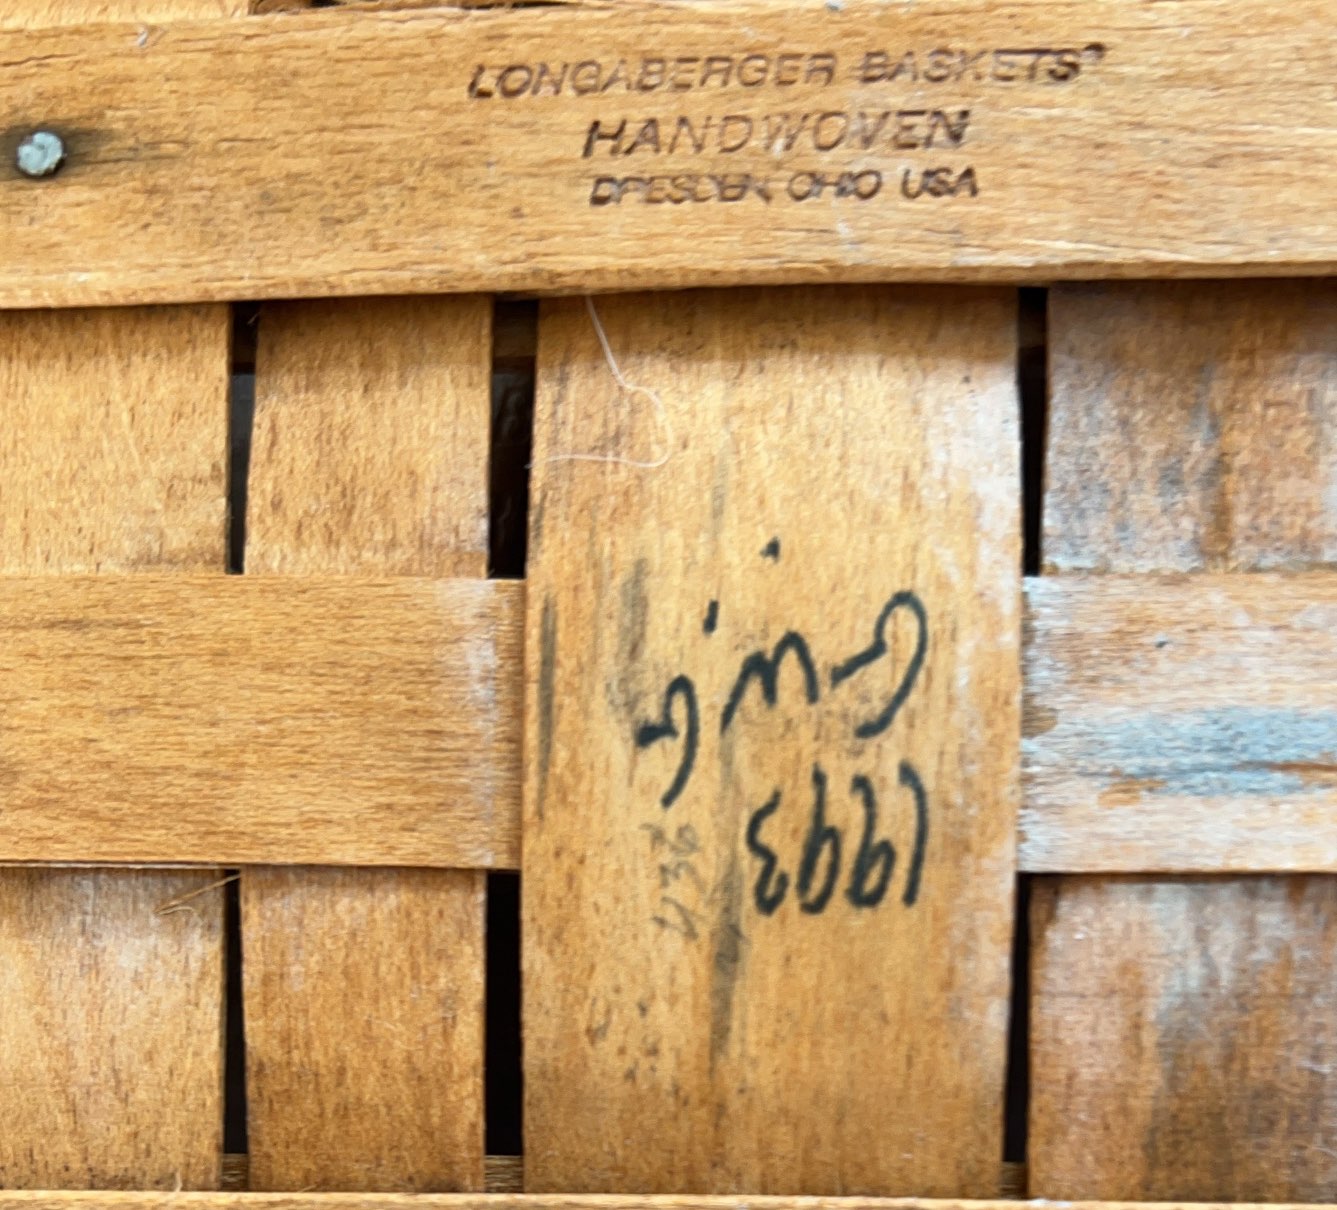 LONGABERGER BASKETS®
HANDWOVEN
DRESDEN, OHIO USA
1993